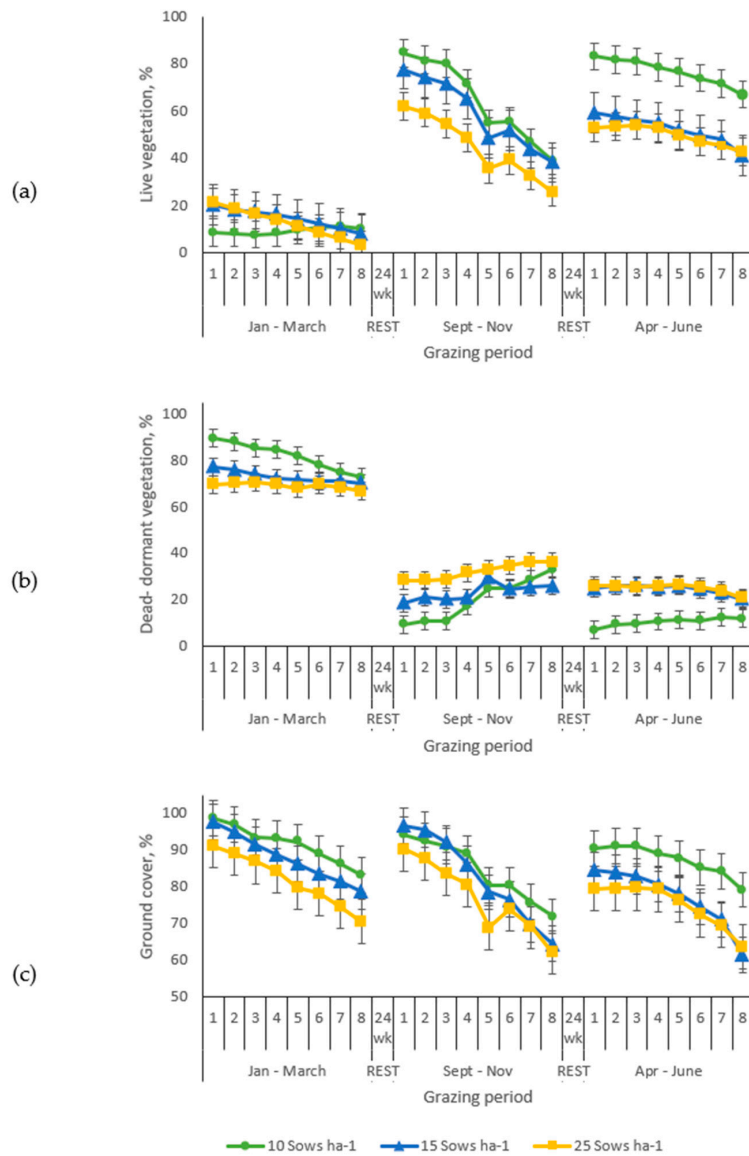 (a)
Live vegetation, %
100
80
60
40
20
0
1 2 3 4 5 6 7 8 24 wk 1 2 3 4 5 6 7 8 24 wk 1 2 3 4 5 6 7 8
Jan - March REST Sept - Nov REST Apr - June
Grazing period
(b)
Dead- dormant vegetation, %
100
80
60
40
20
0
1 2 3 4 5 6 7 8 24 wk 1 2 3 4 5 6 7 8 24 wk 1 2 3 4 5 6 7 8
Jan - March REST Sept - Nov REST Apr - June
Grazing period
(c)
Ground cover, %
100
90
80
70
60
50
1 2 3 4 5 6 7 8 24 wk 1 2 3 4 5 6 7 8 24 wk 1 2 3 4 5 6 7 8
Jan - March REST Sept - Nov REST Apr - June
Grazing period
10 Sows ha-1 15 Sows ha-1 25 Sows ha-1